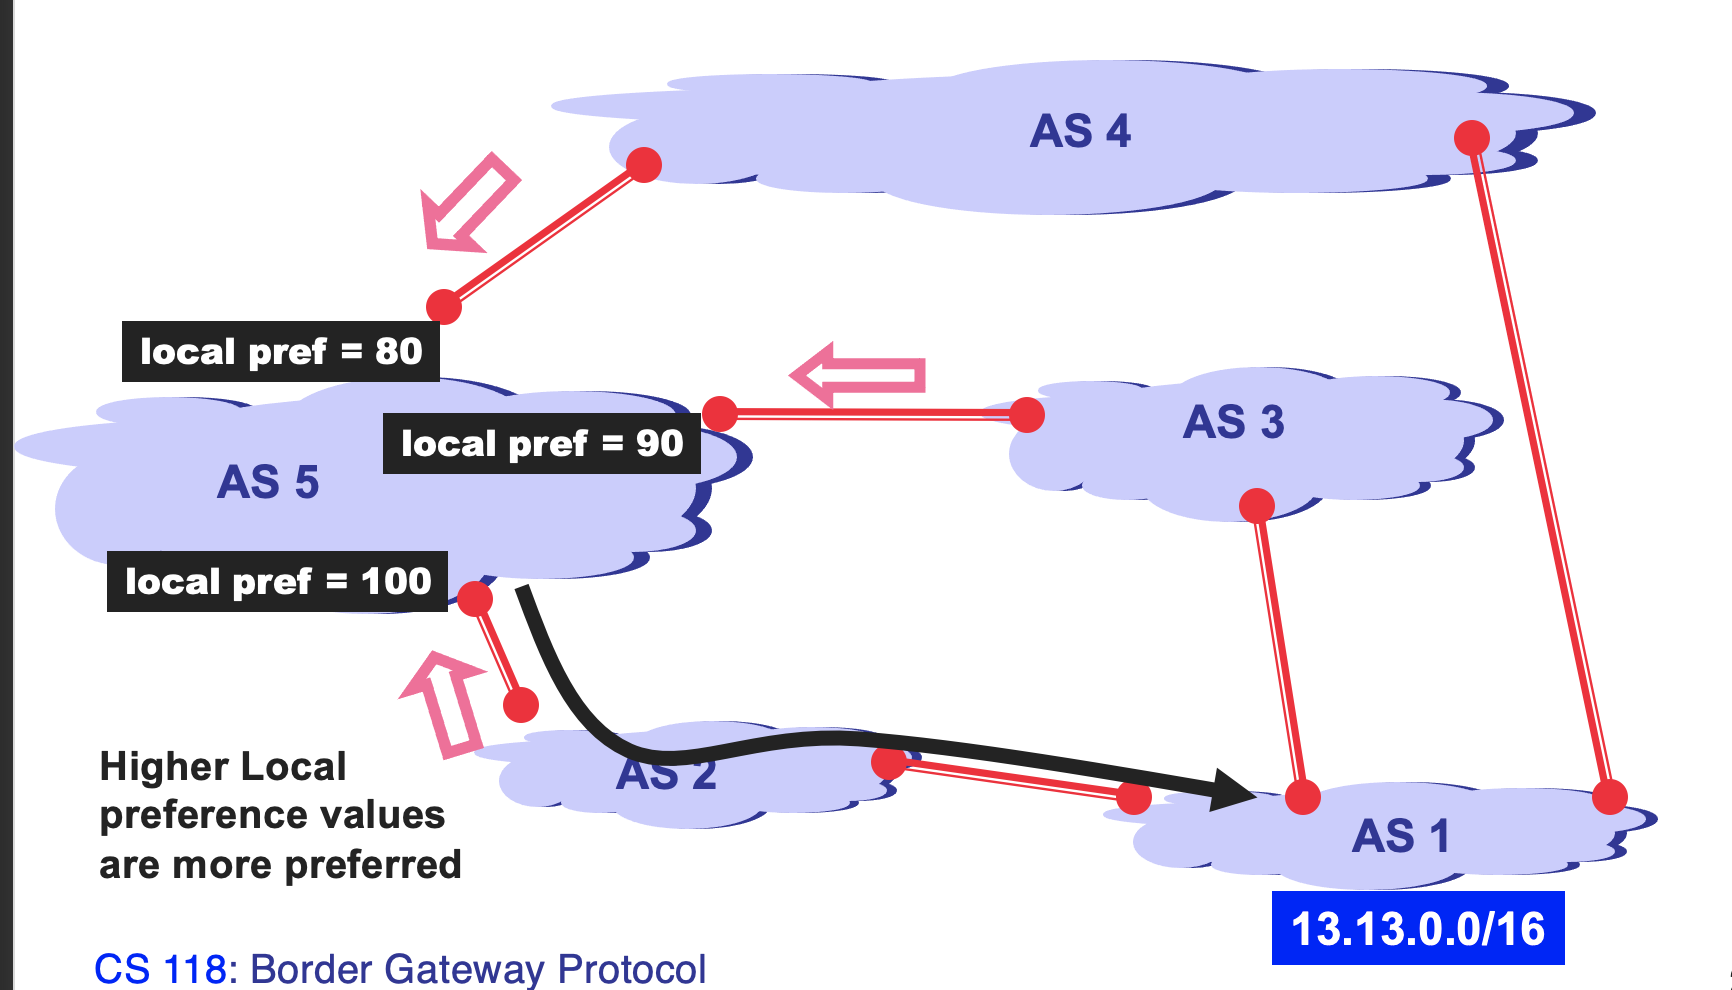 AS 4
local pref = 80
AS 3
local pref = 90
AS 5
local pref = 100
Higher Local
preference values
are more preferred
AS 2
AS 1
13.13.0.0/16
CS 118: Border Gateway Protocol